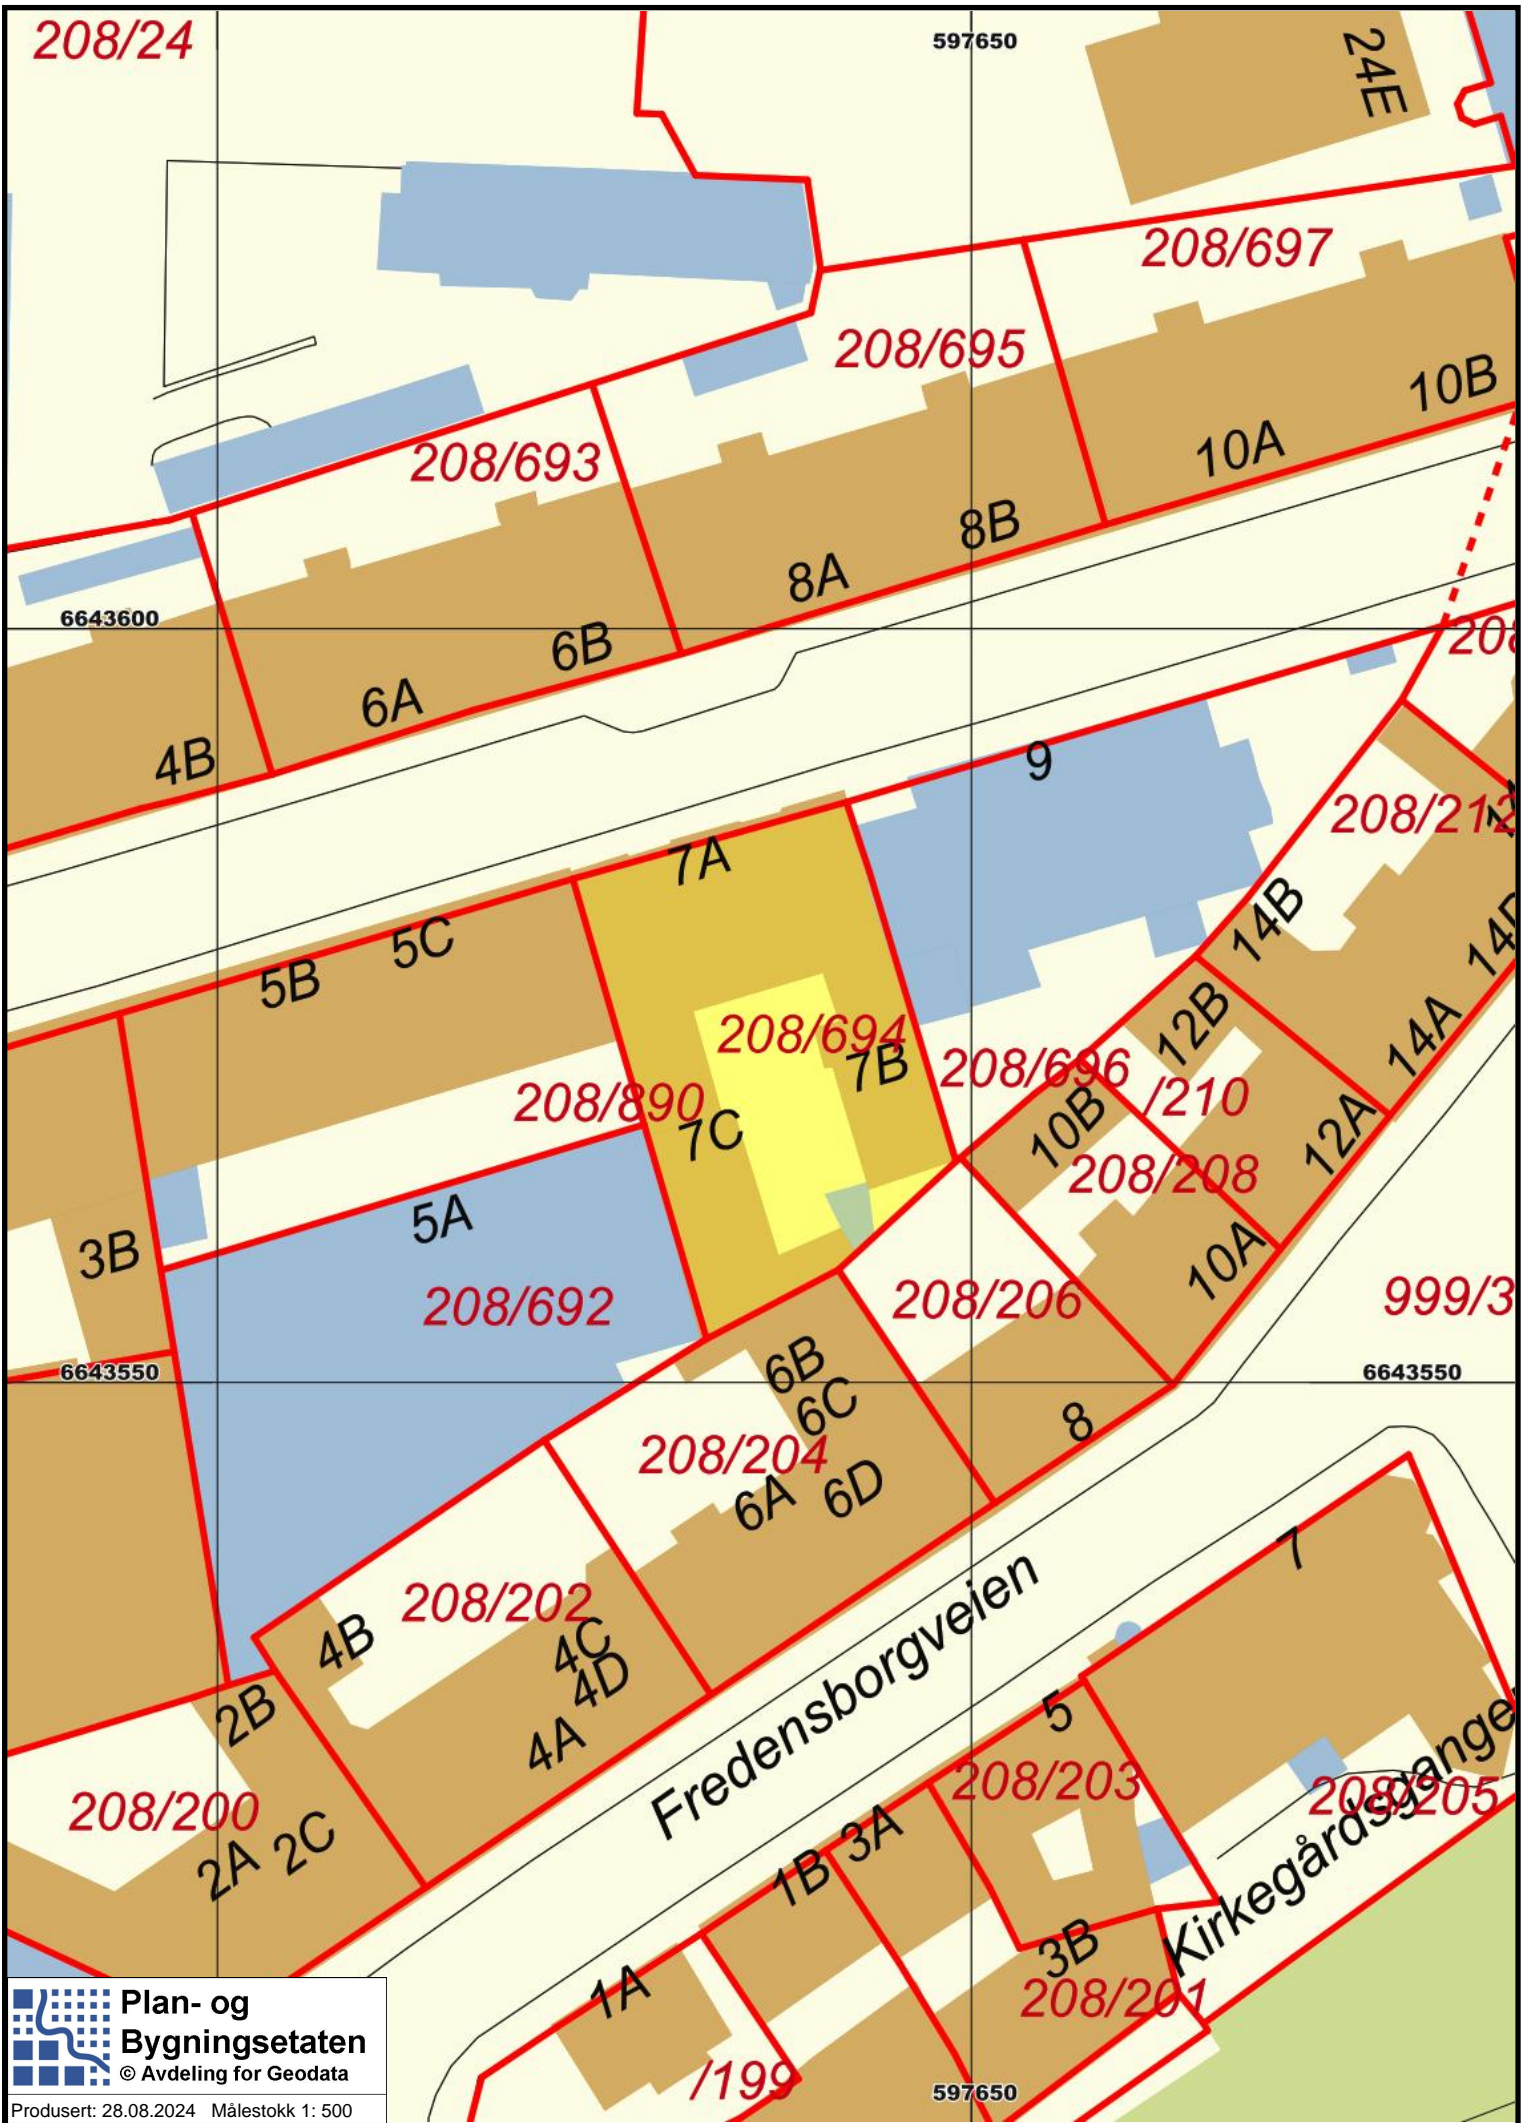 208/24
597650
24E
208/697
208/695
10B
208/693
10A
8B
8A
6643600
6B
6A
4B
9
208/212
7A
14B
5C
5B
14A
12B
208/694
7B
208/696
/210
208/890
7C
10B
12A
208/208
5A
3B
10A
208/692
208/206
999/3
6643550
6B
6643550
6C
8
208/204
6A
6D
7
208/202
4B
4C
4D
Fredensborgveien
2B
5
4A
208/203
208/205
208/200
2C
2A
3A
1B
Kirkegårdsgange
3B
1A
208/201
/199
597650
Plan- og
Bygningsetaten
© Avdeling for Geodata
Produsert: 28.08.2024 Målestokk 1: 500